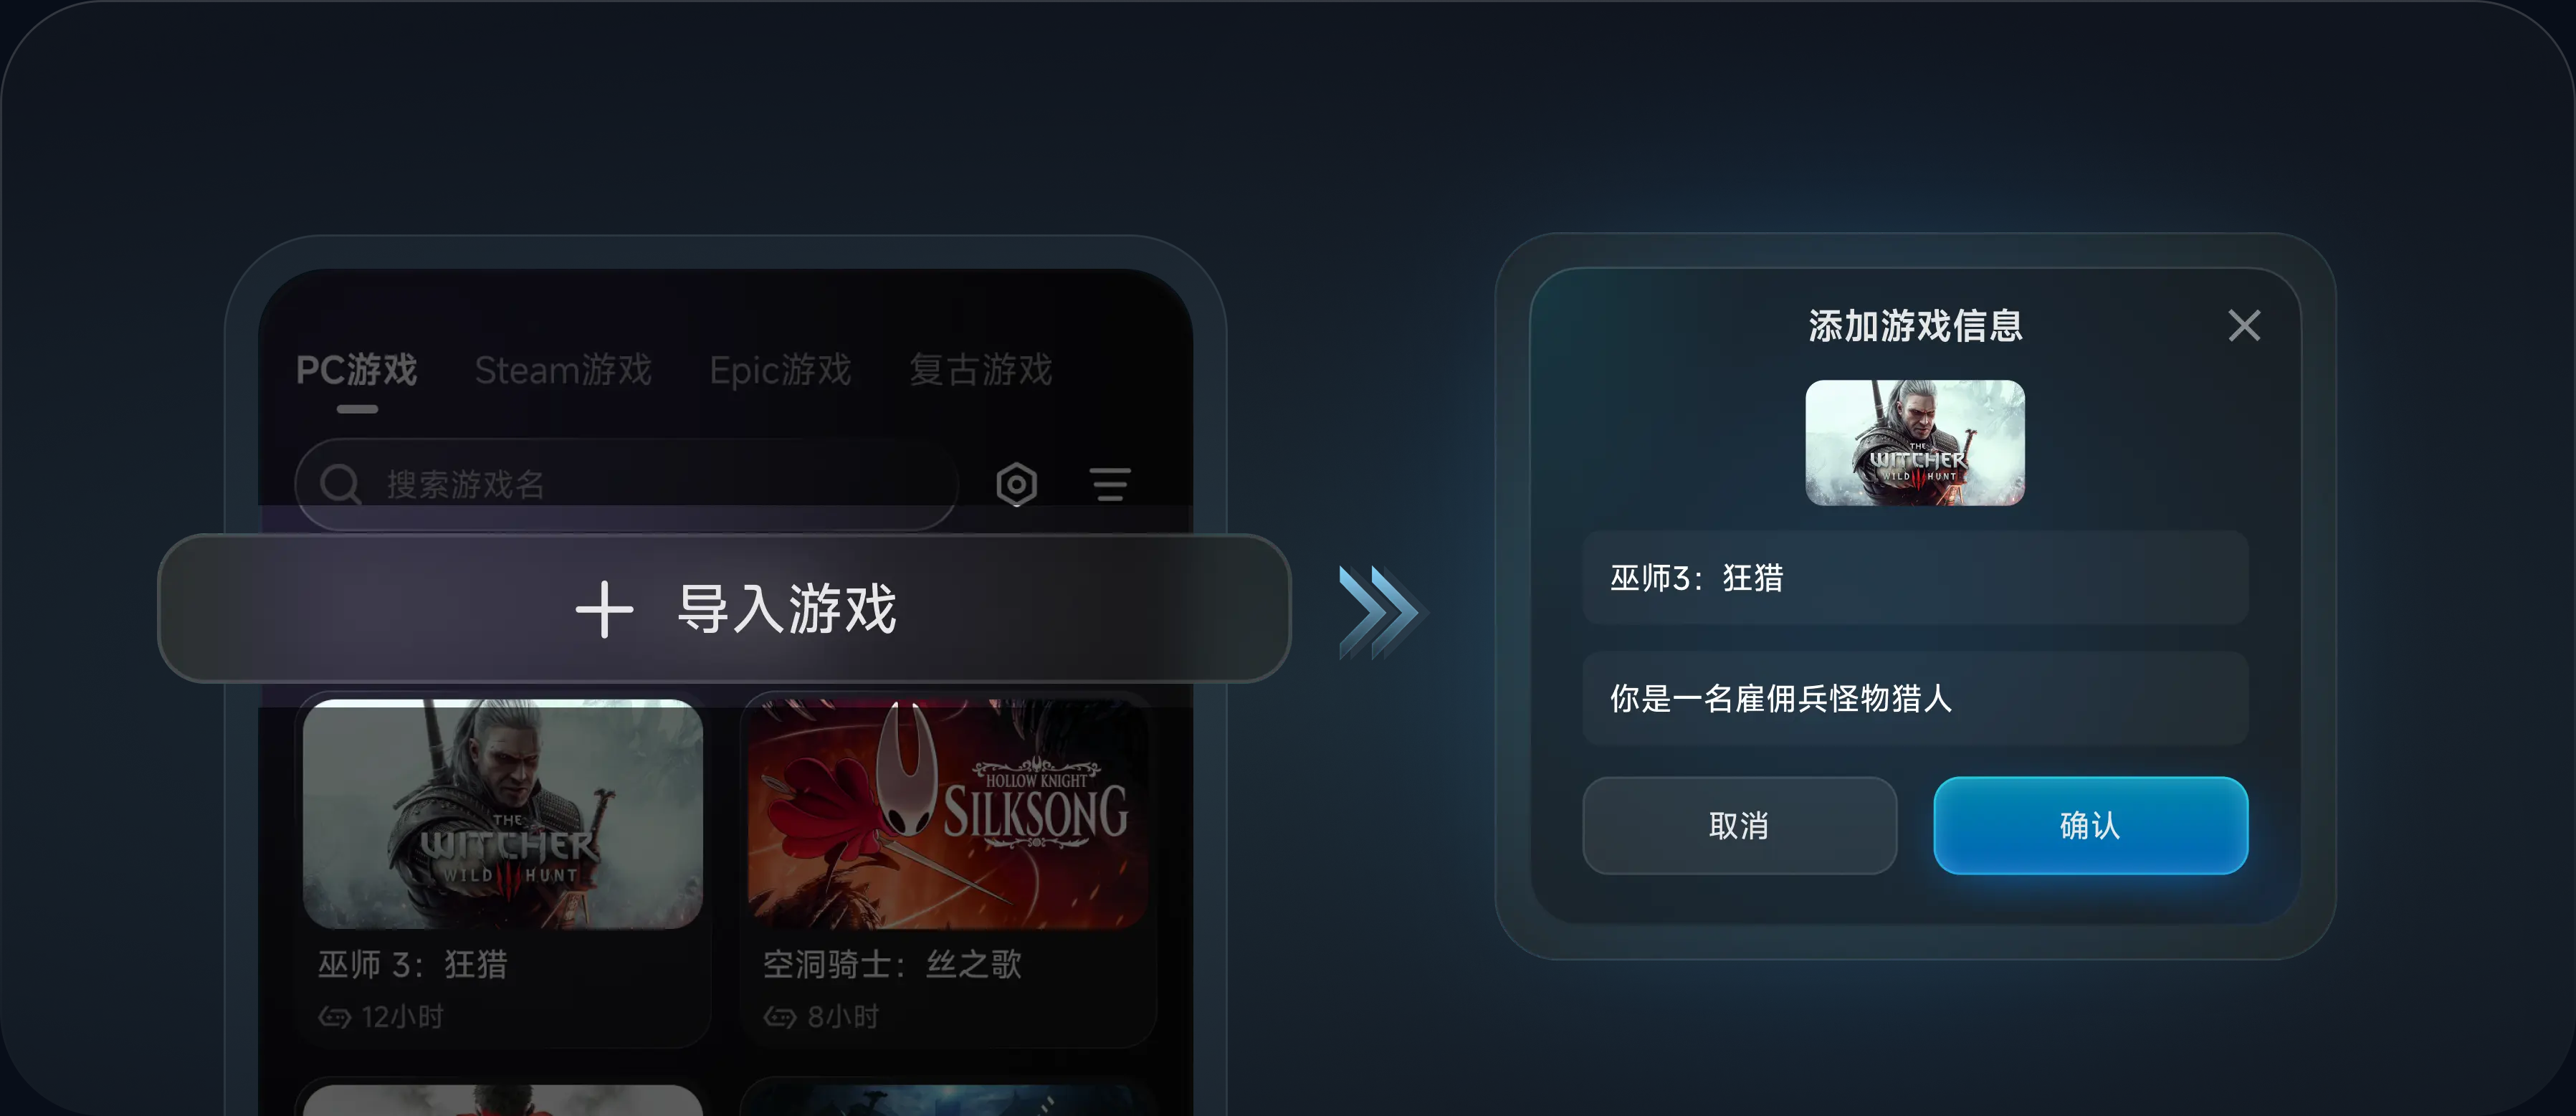 PC游戏 Steam游戏 Epic游戏 复古游戏
搜索游戏名
导入游戏
THE
WITCHER
WILD HUNT
HOLLOW KNIGHT
SILKSONG
巫师 3：狂猎
12小时
空洞骑士：丝之歌
8小时
添加游戏信息
THE
WITCHER
WILD HUNT
巫师3：狂猎
你是一名雇佣兵怪物猎人
取消
确认